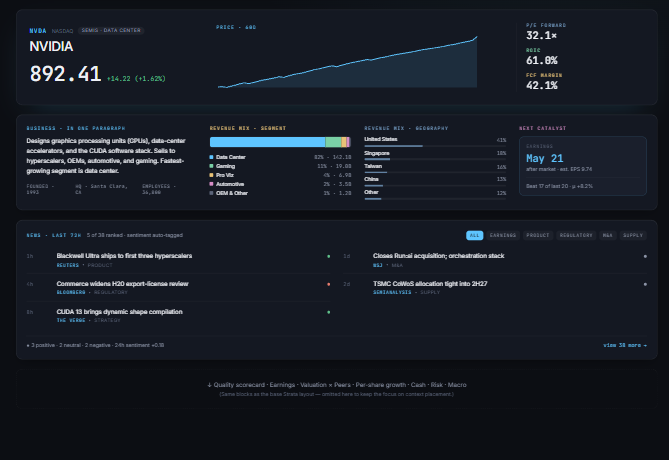 NVDA NASDAQ SEMIS · DATA CENTER
NVIDIA
892.41 +14.22 (+1.62%)
PRICE · 60D
P/E FORWARD
32.1×
ROIC
61.0%
FCF MARGIN
42.1%
BUSINESS · IN ONE PARAGRAPH
Designs graphics processing units (GPUs), data-center
accelerators, and the CUDA software stack. Sells to
hyperscalers, OEMs, automotive, and gaming. Fastest-
growing segment is data center.
FOUNDED · 1993
HQ · Santa Clara, CA
EMPLOYEES · 36,000
REVENUE MIX · SEGMENT
Data Center 82% · 142.1B
Gaming 11% · 19.0B
Pro Viz 4% · 6.9B
Automotive 2% · 3.5B
OEM & Other 3% · 1.2B
REVENUE MIX · GEOGRAPHY
United States 41%
Singapore 18%
Taiwan 16%
China 13%
Other 12%
NEXT CATALYST
EARNINGS
May 21
after market · est. EPS 9.74
Beat 17 of last 20 · μ +8.2%
NEWS · LAST 72H 5 of 38 ranked · sentiment auto-tagged
ALL EARNINGS PRODUCT REGULATORY M&A SUPPLY
Blackwell Ultra ships to first three hyperscalers
REUTERS · PRODUCT
1d Closes Run:ai acquisition; orchestration stack
WSJ · M&A
Commerce widens H20 export-license review
BLOOMBERG · REGULATORY
TSMC CoWoS allocation tight into 2H27
SEMIANALYSIS · SUPPLY
CUDA 13 brings dynamic shape compilation
THE VERGE · STRATEGY
3 positive · 2 neutral · 2 negative · 24h sentiment +0.18
view 38 more →
↓ Quality scorecard · Earnings · Valuation × Peers · Per-share growth · Cash · Risk · Macro
(Same blocks as the base Strata layout — omitted here to keep the focus on context placement.)